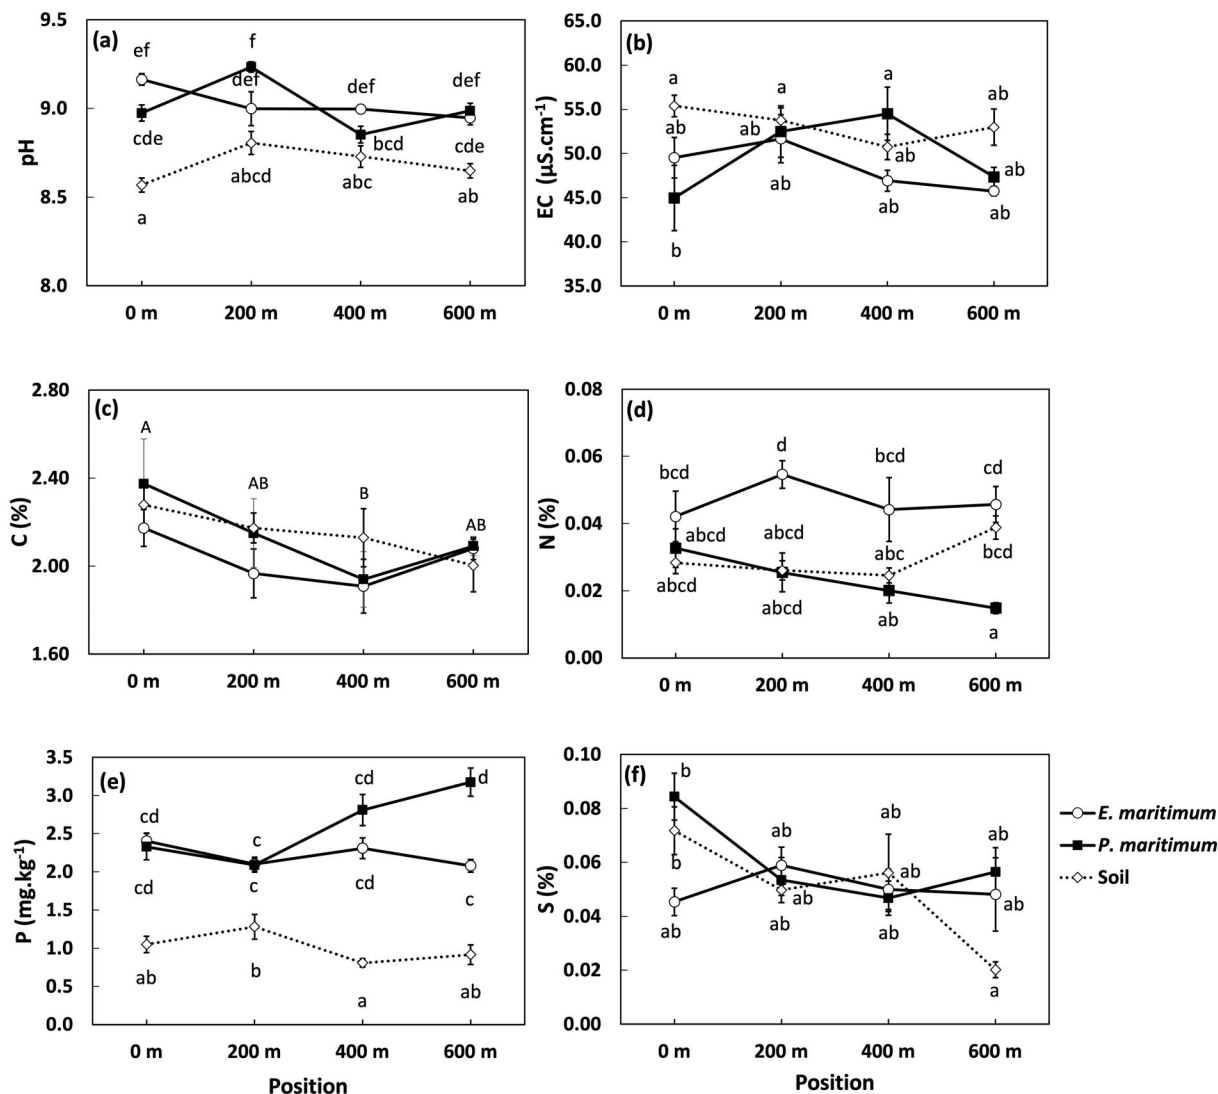 (a)
9.5
9.0
8.5
8.0
pH
ef
f
def
def
def
cde
bcd
cde
abcd
abc
ab
a
0 m 200 m 400 m 600 m
(b)
65.0
60.0
55.0
50.0
45.0
40.0
35.0
EC (µS.cm⁻¹)
a
a
a
ab
ab
ab
ab
ab
ab
ab
ab
b
0 m 200 m 400 m 600 m
(c)
2.80
2.40
2.00
1.60
C (%)
A
AB
B
AB
0 m 200 m 400 m 600 m
(d)
0.08
0.06
0.04
0.02
0.00
N (%)
bcd
d
bcd
cd
abcd
abcd
abc
bcd
abcd
abcd
ab
a
0 m 200 m 400 m 600 m
(e)
3.5
3.0
2.5
2.0
1.5
1.0
0.5
0.0
P (mg.kg⁻¹)
cd
c
cd
d
cd
c
cd
c
ab
b
a
ab
0 m 200 m 400 m 600 m
Position
(f)
0.10
0.08
0.06
0.04
0.02
0.00
S (%)
b
ab
ab
ab
b
ab
ab
ab
ab
ab
a
0 m 200 m 400 m 600 m
Position
E. maritimum
P. maritimum
Soil